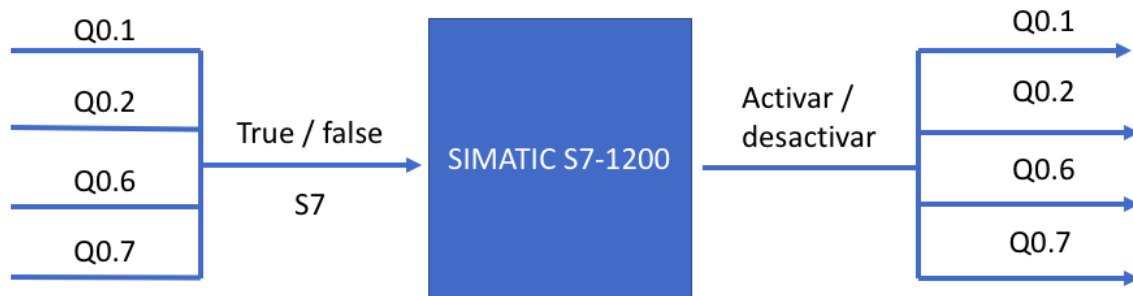 Q0.1
Q0.2
Q0.6
Q0.7
True / false
S7
SIMATIC S7-1200
Activar /
desactivar
Q0.1
Q0.2
Q0.6
Q0.7